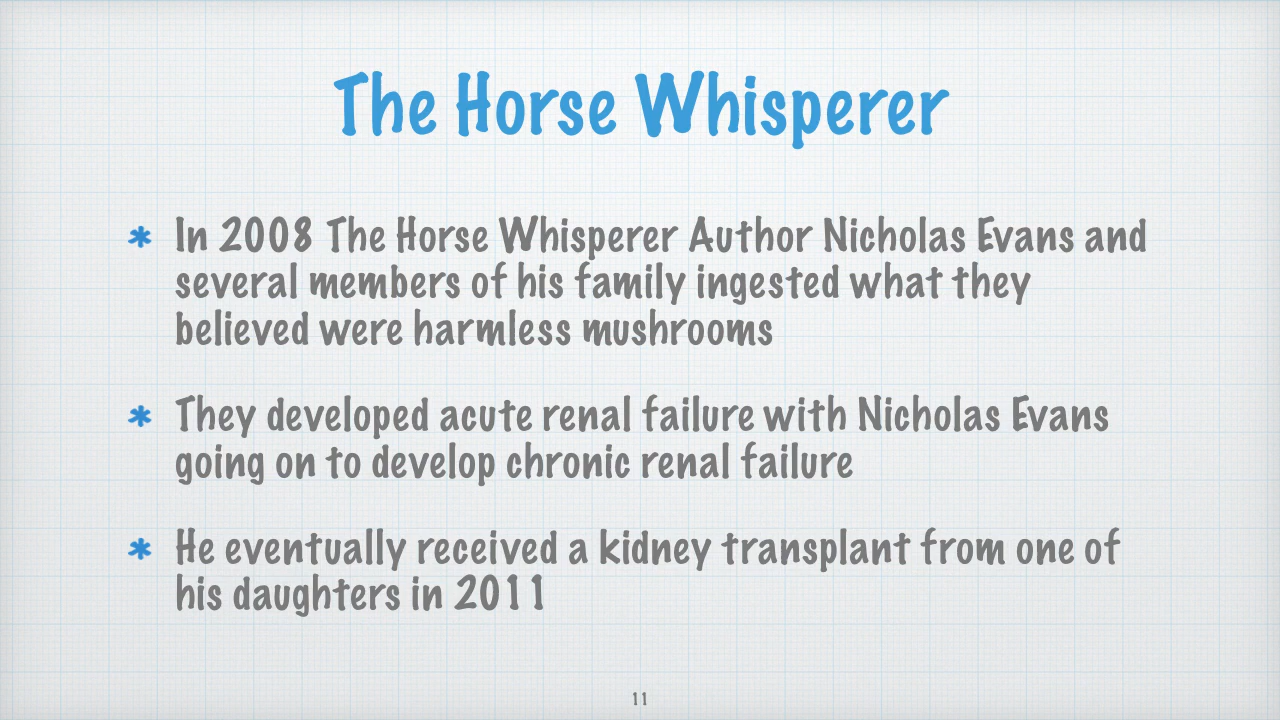 The Horse Whisperer
In 2008 The Horse Whisperer Author Nicholas Evans and
several members of his family ingested what they
believed were harmless mushrooms
They developed acute renal failure with Nicholas Evans
going on to develop chronic renal failure
He eventually received a kidney transplant from one of
his daughters in 2011
11